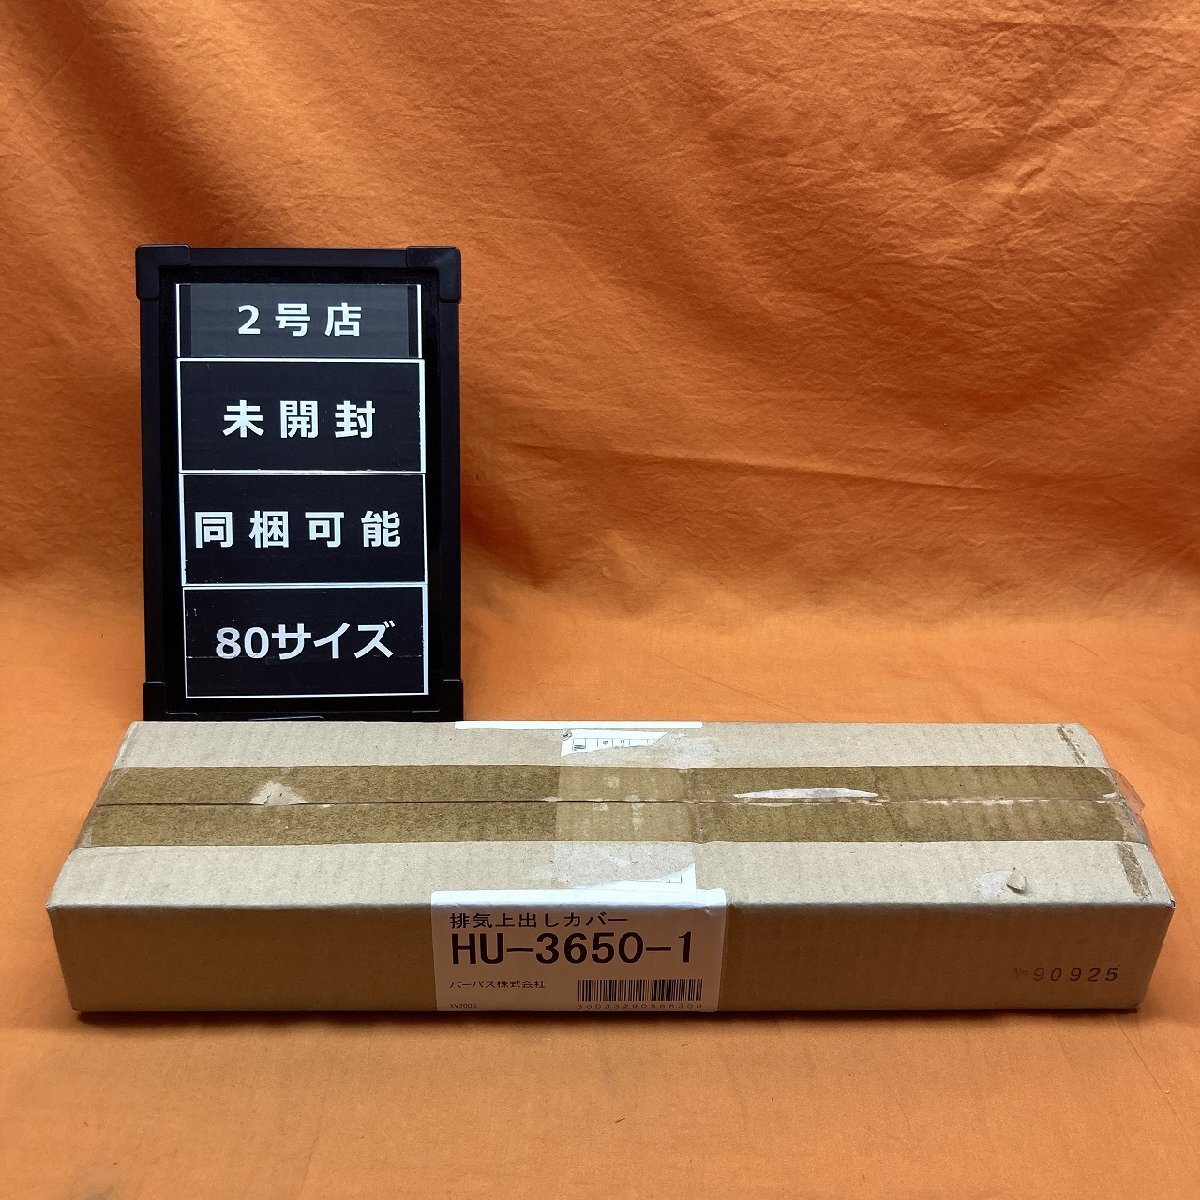 2号店
未開封
同梱可能
80サイズ
排気上出しカバー
HU-3650-1
パーパス株式会社
XV2003
90925